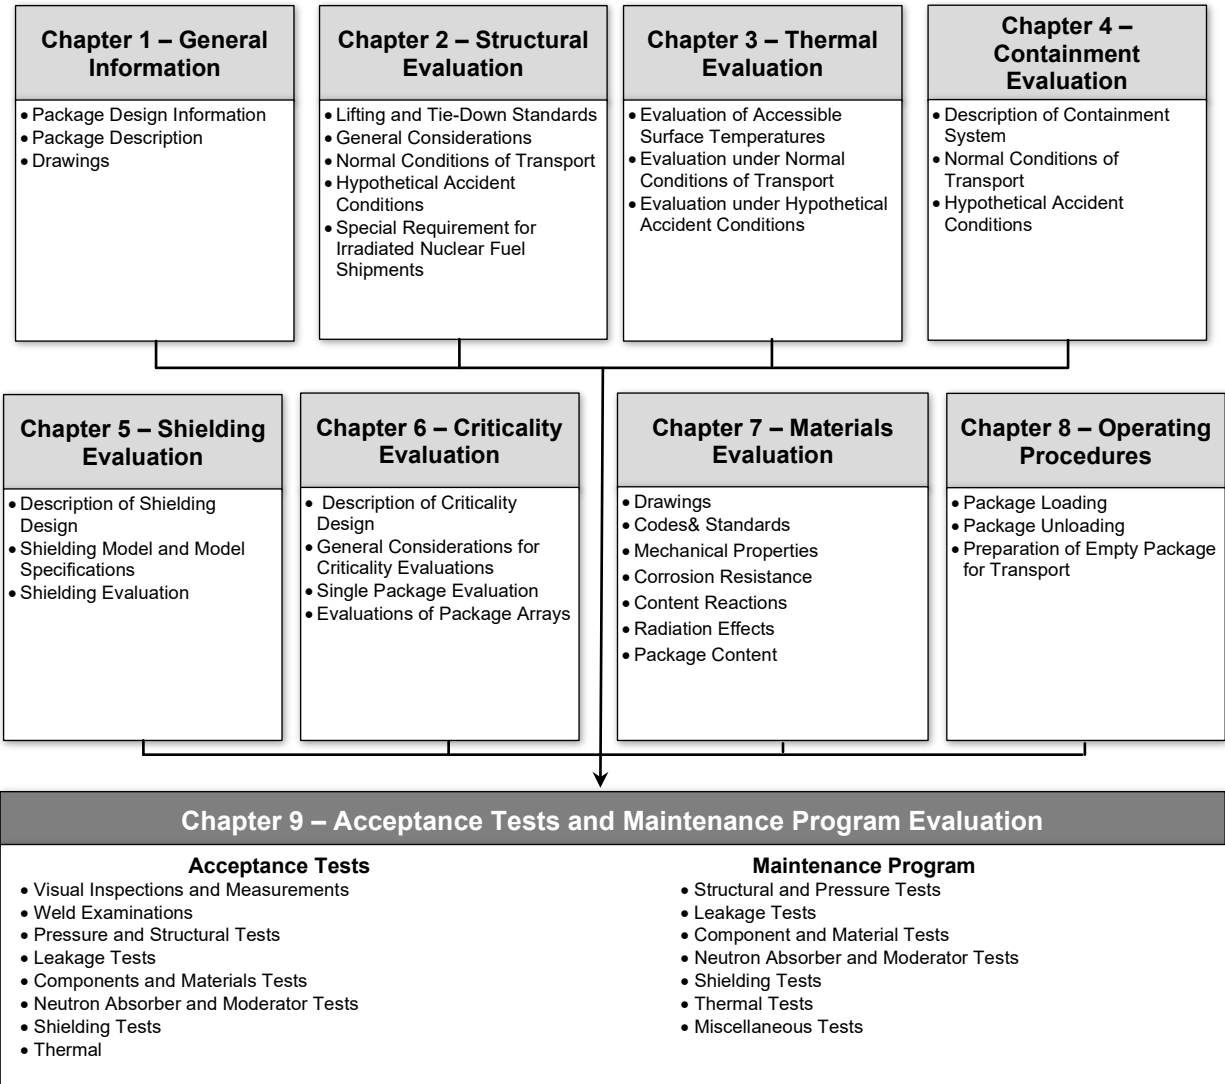 Chapter 1 – General
Information
• Package Design Information
• Package Description
• Drawings
Chapter 2 – Structural
Evaluation
• Lifting and Tie-Down Standards
• General Considerations
• Normal Conditions of Transport
• Hypothetical Accident
Conditions
• Special Requirement for
Irradiated Nuclear Fuel
Shipments
Chapter 3 – Thermal
Evaluation
• Evaluation of Accessible
Surface Temperatures
• Evaluation under Normal
Conditions of Transport
• Evaluation under Hypothetical
Accident Conditions
Chapter 4 –
Containment
Evaluation
• Description of Containment
System
• Normal Conditions of
Transport
• Hypothetical Accident
Conditions
Chapter 5 – Shielding
Evaluation
• Description of Shielding
Design
• Shielding Model and Model
Specifications
• Shielding Evaluation
Chapter 6 – Criticality
Evaluation
• Description of Criticality
Design
• General Considerations for
Criticality Evaluations
• Single Package Evaluation
• Evaluations of Package Arrays
Chapter 7 – Materials
Evaluation
• Drawings
• Codes& Standards
• Mechanical Properties
• Corrosion Resistance
• Content Reactions
• Radiation Effects
• Package Content
Chapter 8 – Operating
Procedures
• Package Loading
• Package Unloading
• Preparation of Empty Package
for Transport
Chapter 9 – Acceptance Tests and Maintenance Program Evaluation
Acceptance Tests
• Visual Inspections and Measurements
• Weld Examinations
• Pressure and Structural Tests
• Leakage Tests
• Components and Materials Tests
• Neutron Absorber and Moderator Tests
• Shielding Tests
• Thermal
Maintenance Program
• Structural and Pressure Tests
• Leakage Tests
• Component and Material Tests
• Neutron Absorber and Moderator Tests
• Shielding Tests
• Thermal Tests
• Miscellaneous Tests